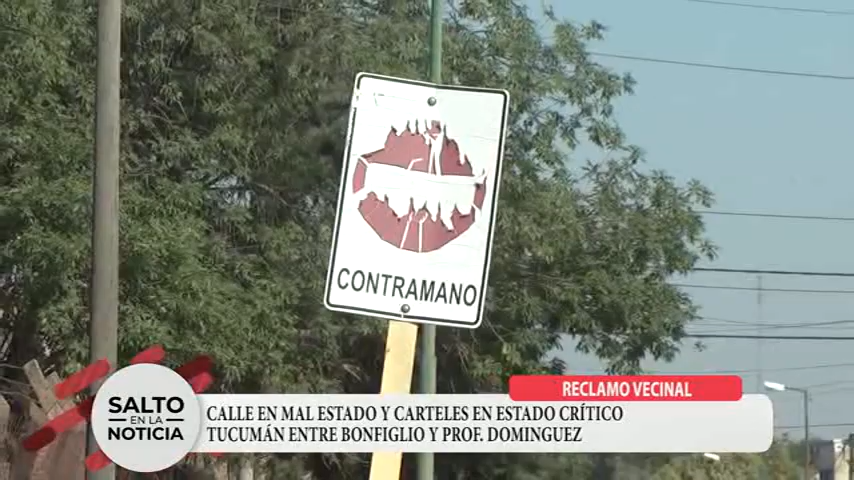 CONTRAMANO
RECLAMO VECINAL
SALTO
EN LA
NOTICIA
CALLE EN MAL ESTADO Y CARTELES EN ESTADO CRÍTICO
TUCUMÁN ENTRE BONFIGLIO Y PROF. DOMINGUEZ